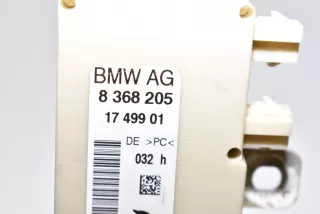 BMW AG
8 368 205
17 499 01
DE >PC<
032 h